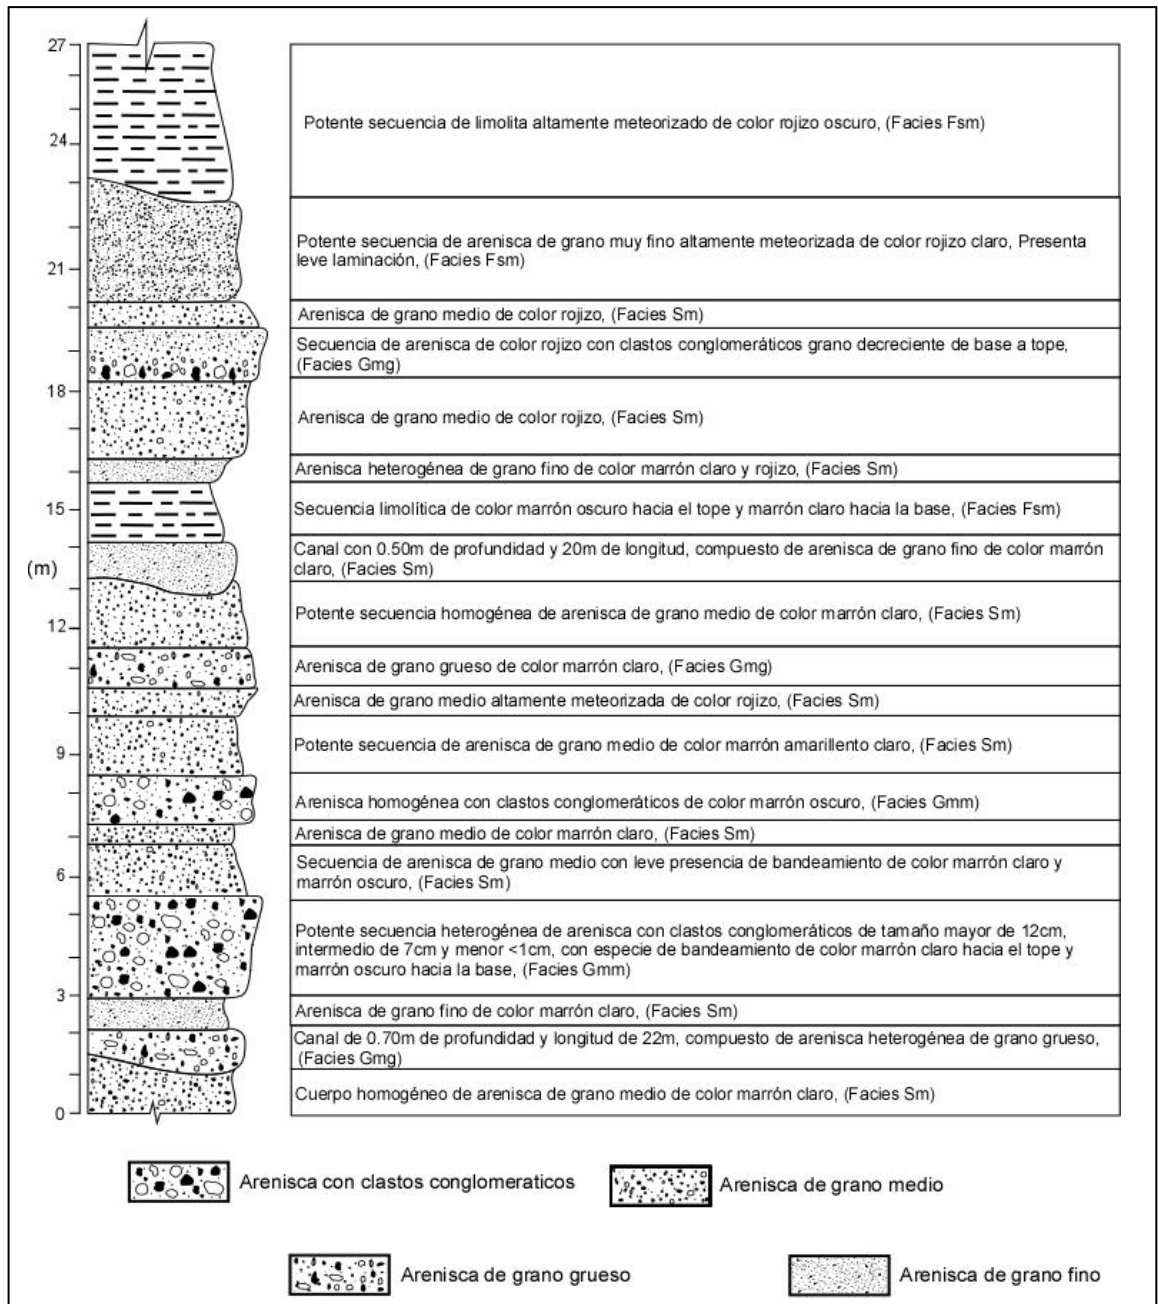 27
Potente secuencia de limolita altamente meteorizado de color rojizo oscuro, (Facies Fsm)
24
Potente secuencia de arenisca de grano muy fino altamente meteorizada de color rojizo claro, Presenta
leve laminación, (Facies Fsm)
21
Arenisca de grano medio de color rojizo, (Facies Sm)
Secuencia de arenisca de color rojizo con clastos conglomeráticos grano decreciente de base a tope,
(Facies Gmg)
18
Arenisca de grano medio de color rojizo, (Facies Sm)
Arenisca heterogénea de grano fino de color marrón claro y rojizo, (Facies Sm)
15
Secuencia limolítica de color marrón oscuro hacia el tope y marrón claro hacia la base, (Facies Fsm)
Canal con 0.50m de profundidad y 20m de longitud, compuesto de arenisca de grano fino de color marrón
claro, (Facies Sm)
(m)
Potente secuencia homogénea de arenisca de grano medio de color marrón claro, (Facies Sm)
12
Arenisca de grano grueso de color marrón claro, (Facies Gmg)
Arenisca de grano medio altamente meteorizada de color rojizo, (Facies Sm)
Potente secuencia de arenisca de grano medio de color marrón amarillento claro, (Facies Sm)
9
Arenisca homogénea con clastos conglomeráticos de color marrón oscuro, (Facies Gmm)
Arenisca de grano medio de color marrón claro, (Facies Sm)
Secuencia de arenisca de grano medio con leve presencia de bandeamiento de color marrón claro y
marrón oscuro, (Facies Sm)
6
Potente secuencia heterogénea de arenisca con clastos conglomeráticos de tamaño mayor de 12cm,
intermedio de 7cm y menor <1cm, con especie de bandeamiento de color marrón claro hacia el tope y
marrón oscuro hacia la base, (Facies Gmm)
3
Arenisca de grano fino de color marrón claro, (Facies Sm)
Canal de 0.70m de profundidad y longitud de 22m, compuesto de arenisca heterogénea de grano grueso,
(Facies Gmg)
Cuerpo homogéneo de arenisca de grano medio de color marrón claro, (Facies Sm)
0
Arenisca con clastos conglomeraticos
Arenisca de grano medio
Arenisca de grano grueso
Arenisca de grano fino